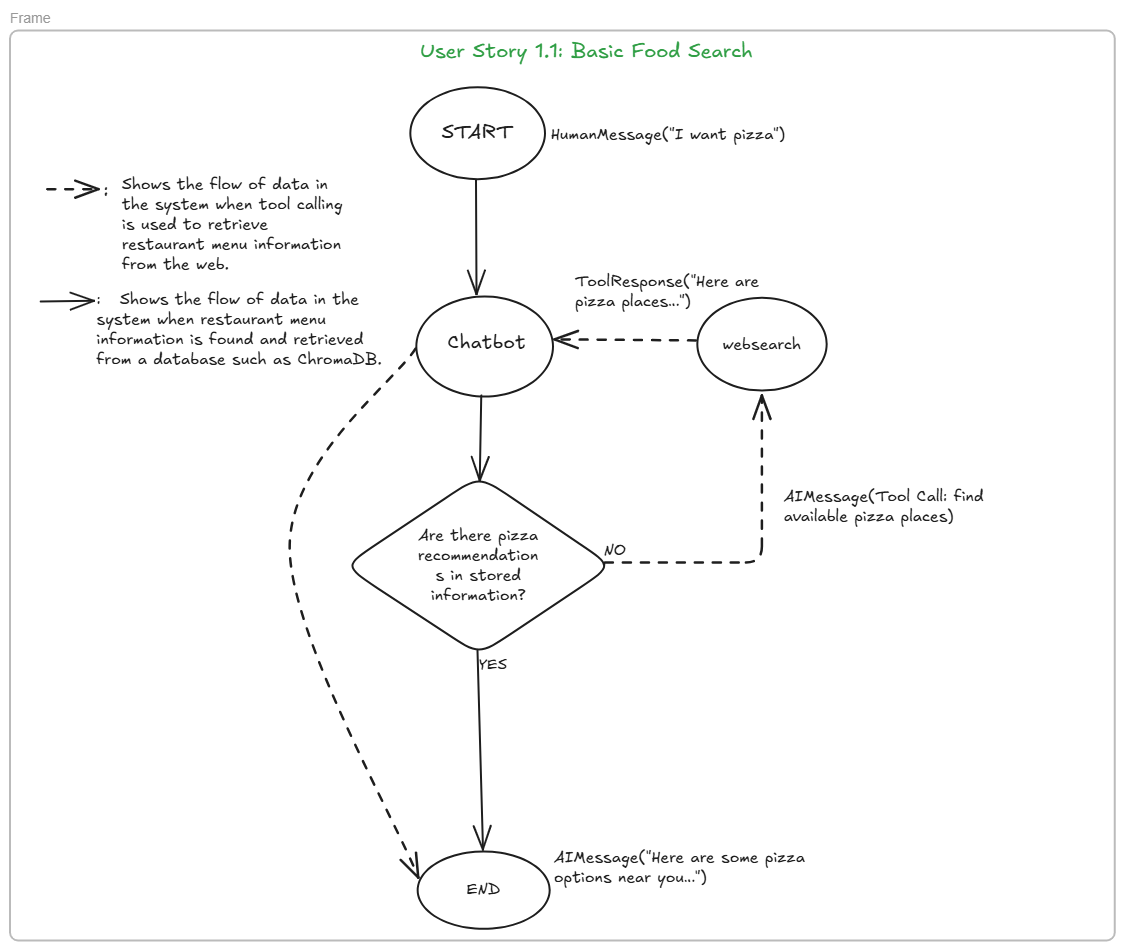 Frame
User Story 1.1: Basic Food Search
START
HumanMessage("I want pizza")
: Shows the flow of data in
the system when tool calling
is used to retrieve
restaurant menu information
from the web.
: Shows the flow of data in the
system when restaurant menu
information is found and retrieved
from a database such as ChromaDB.
ToolResponse("Here are
pizza places...")
Chatbot
websearch
AIMessage(Tool Call: find
available pizza places)
Are there pizza
recommendation
s in stored
information?
NO
YES
AIMessage("Here are some pizza
options near you...")
END